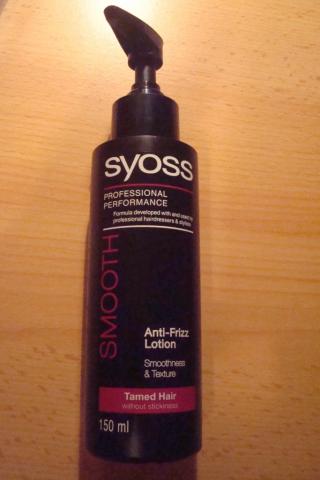 syoss
PROFESSIONAL
PERFORMANCE
Formula developed with and used by
professional hairdressers & stylists
SMOOTH
Anti-Frizz
Lotion
Smoothness
& Texture
Tamed Hair
without stickiness
150 ml